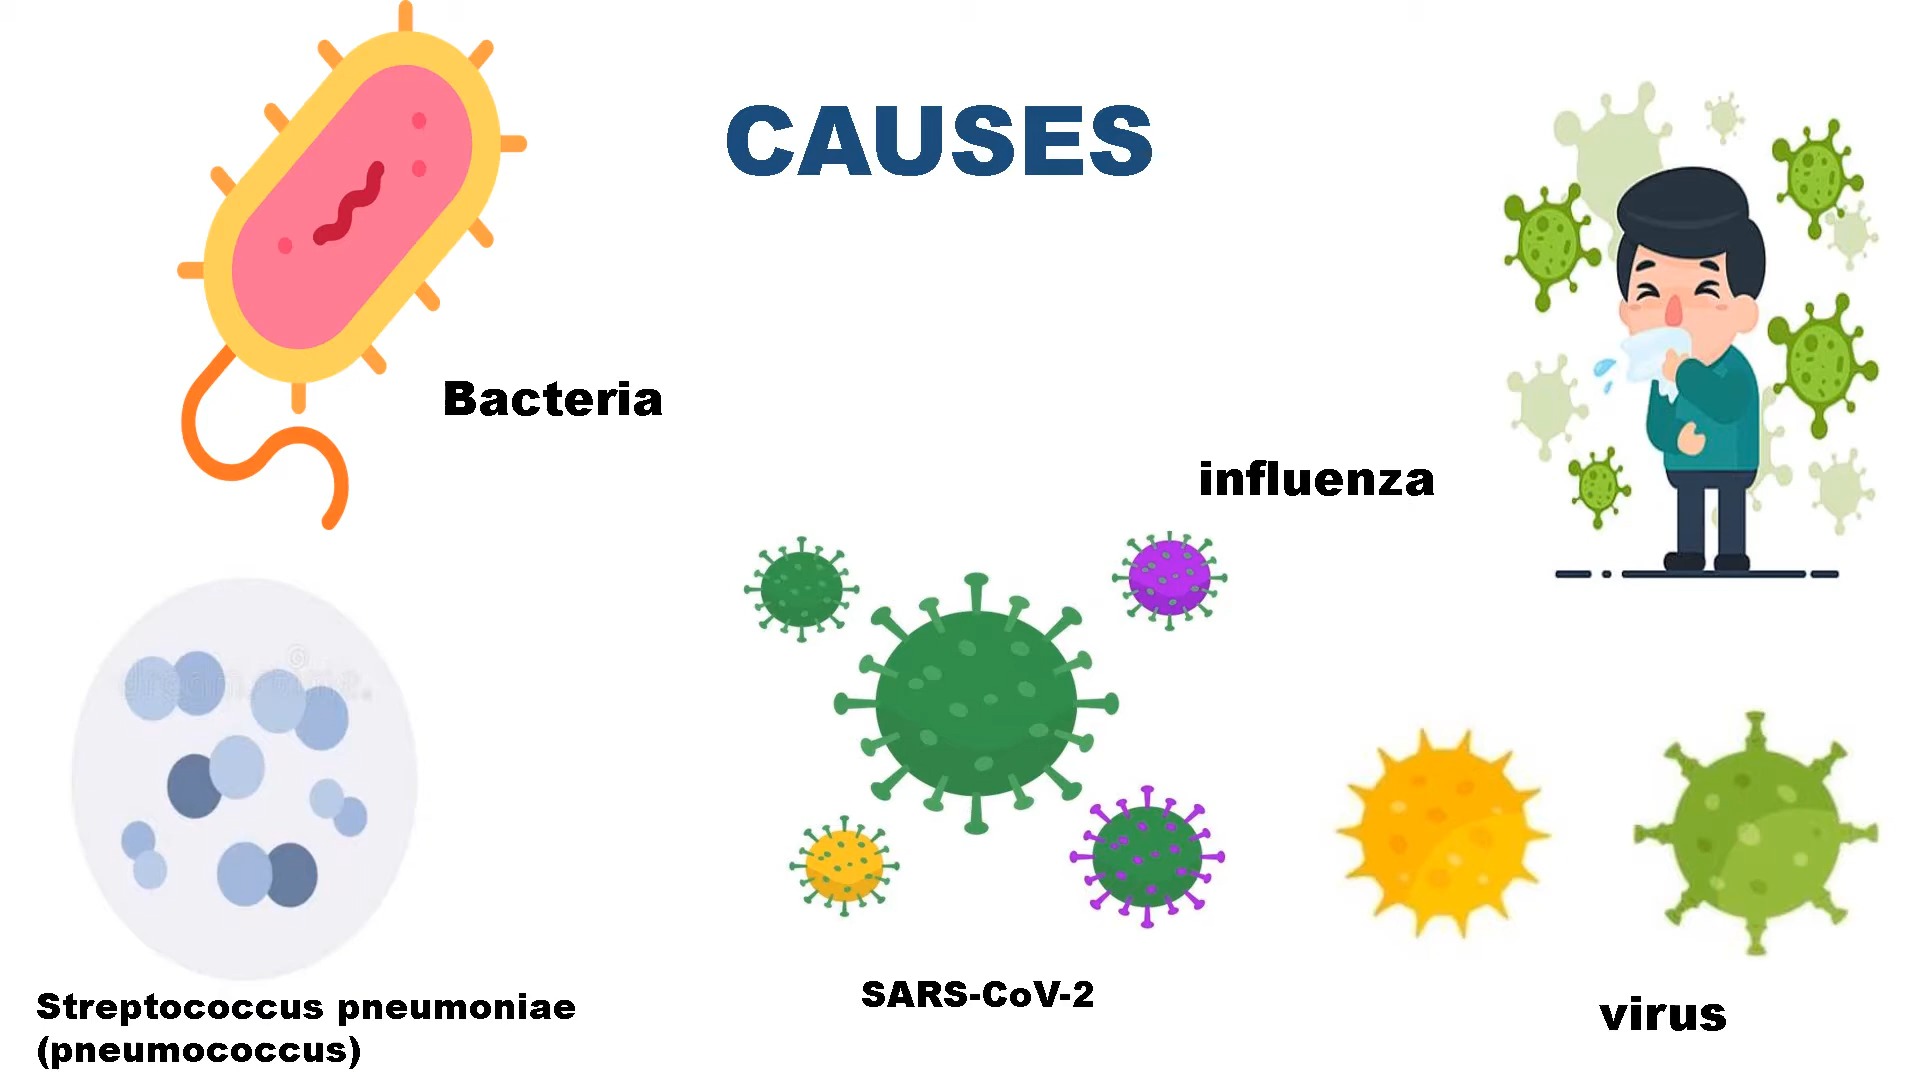 CAUSES
Bacteria
influenza
Streptococcus pneumoniae
(pneumococcus)
SARS-CoV-2
virus